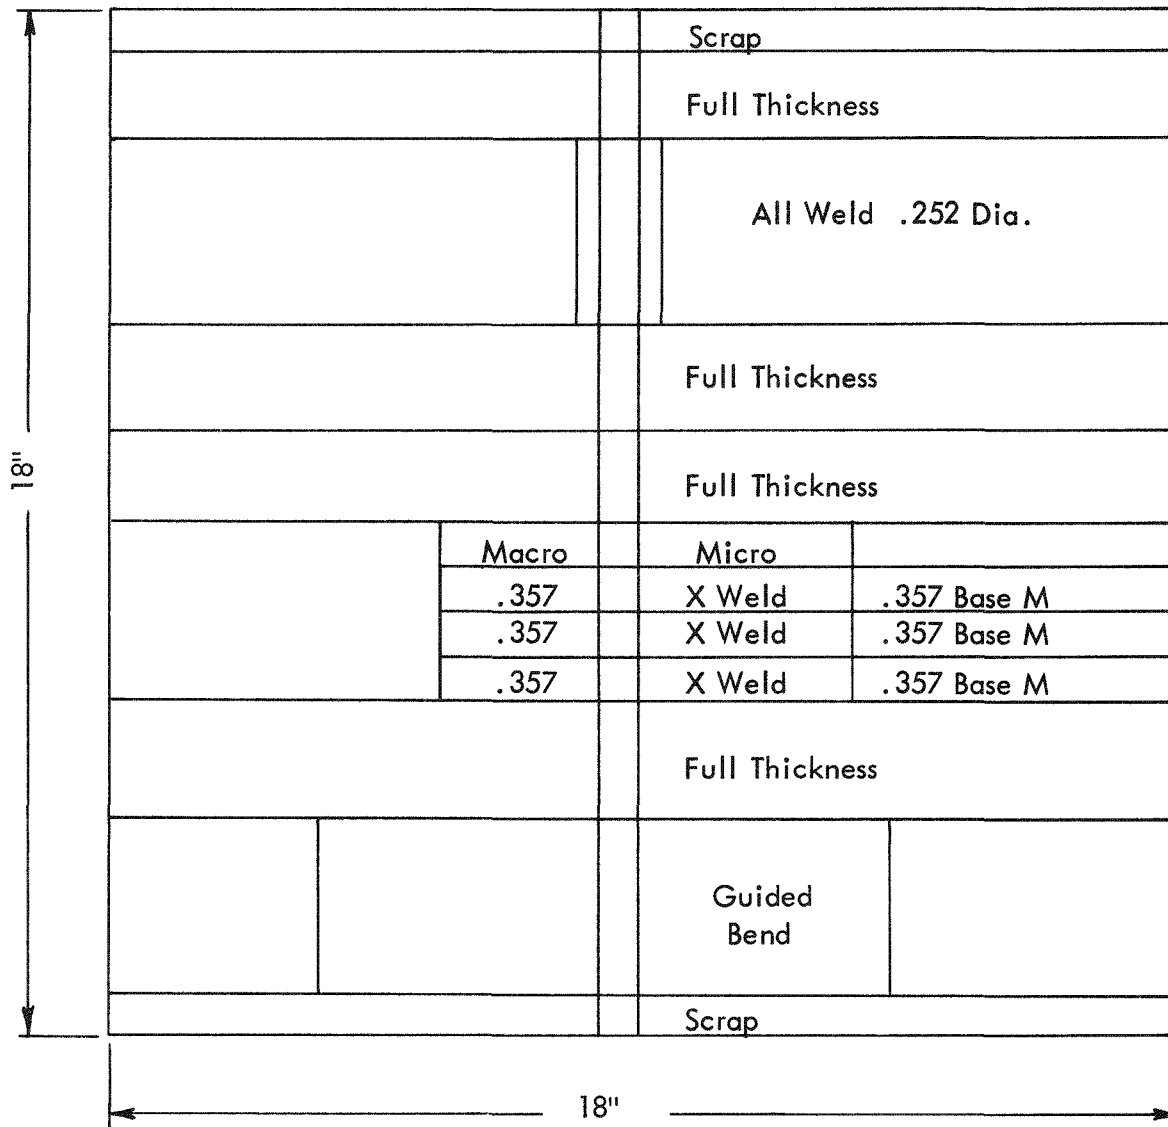 Scrap
Full Thickness
All Weld .252 Dia.
Full Thickness
18"
Full Thickness
Macro Micro
.357 X Weld .357 Base M
.357 X Weld .357 Base M
.357 X Weld .357 Base M
Full Thickness
Guided
Bend
Scrap
18"